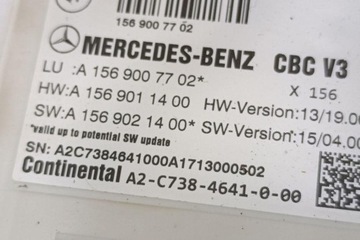 156 900 77 02
MERCEDES-BENZ CBC V3
LU :A 156 900 77 02* X 156
HW:A 156 901 14 00 HW-Version:13/19.00
SW:A 156 902 14 00* SW-Version:15/04.00
*valid up to potential SW update
SN: A2C7384641000A1713000502
Continental A2-C738-4641-0-00